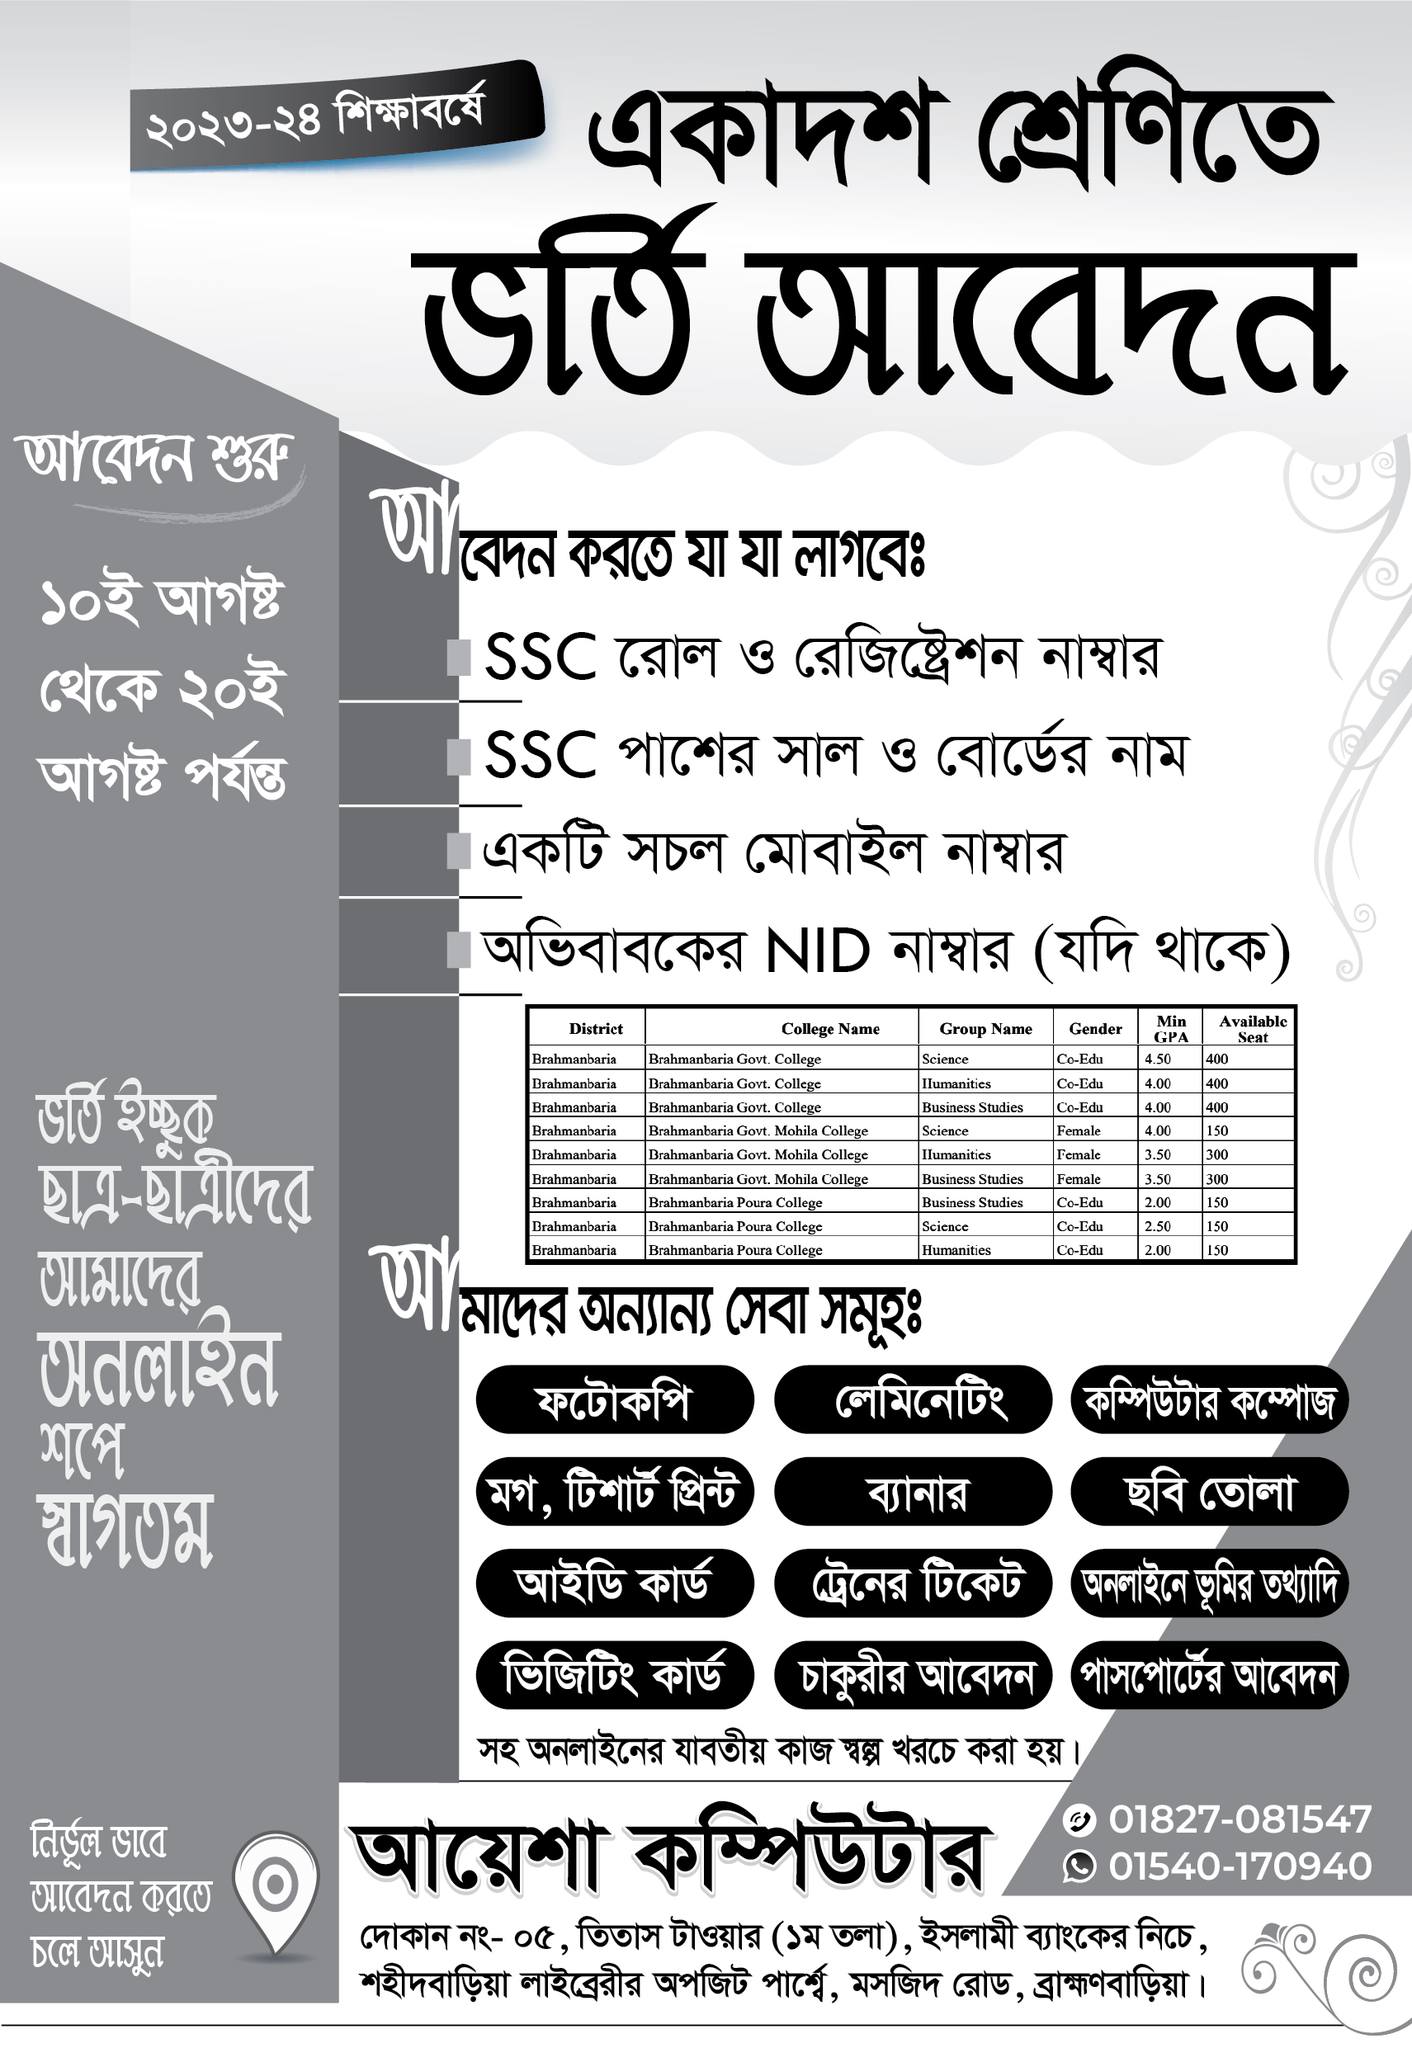 ২০২৩-২৪ শিক্ষাবর্ষে
একাদশ শ্রেণিতে
ভর্তি আবেদন
আবেদন শুরু
১০ই আগষ্ট
থেকে ২০ই
আগষ্ট পর্যন্ত
ভর্তি ইচ্ছুক
ছাত্র-ছাত্রীদের
আমাদের
অনলাইন
শপে
স্বাগতম
নির্ভূল ভাবে
আবেদন করতে
চলে আসুন
আবেদন করতে যা যা লাগবেঃ
SSC রোল ও রেজিষ্ট্রেশন নাম্বার
SSC পাশের সাল ও বোর্ডের নাম
একটি সচল মোবাইল নাম্বার
অভিবাবকের NID নাম্বার (যদি থাকে)
District College Name Group Name Gender Min GPA Available Seat
Brahmanbaria Brahmanbaria Govt. College Science Co-Edu 4.50 400
Brahmanbaria Brahmanbaria Govt. College Humanities Co-Edu 4.00 400
Brahmanbaria Brahmanbaria Govt. College Business Studies Co-Edu 4.00 400
Brahmanbaria Brahmanbaria Govt. Mohila College Science Female 4.00 150
Brahmanbaria Brahmanbaria Govt. Mohila College Humanities Female 3.50 300
Brahmanbaria Brahmanbaria Govt. Mohila College Business Studies Female 3.50 300
Brahmanbaria Brahmanbaria Poura College Business Studies Co-Edu 2.00 150
Brahmanbaria Brahmanbaria Poura College Science Co-Edu 2.50 150
Brahmanbaria Brahmanbaria Poura College Humanities Co-Edu 2.00 150
আমাদের অন্যান্য সেবা সমূহঃ
ফটোকপি লেমিনেটিং কম্পিউটার কম্পোজ
মগ, টিশার্ট প্রিন্ট ব্যানার ছবি তোলা
আইডি কার্ড ট্রেনের টিকেট অনলাইনে ভূমির তথ্যাদি
ভিজিটিং কার্ড চাকুরীর আবেদন পাসপোর্টের আবেদন
সহ অনলাইনের যাবতীয় কাজ স্বল্প খরচে করা হয়।
আয়েশা কম্পিউটার
01827-081547
01540-170940
দোকান নং- ০৫, তিতাস টাওয়ার (১ম তলা), ইসলামী ব্যাংকের নিচে,
শহীদবাড়িয়া লাইব্রেরীর অপজিট পার্শ্বে, মসজিদ রোড, ব্রাহ্মণবাড়িয়া।